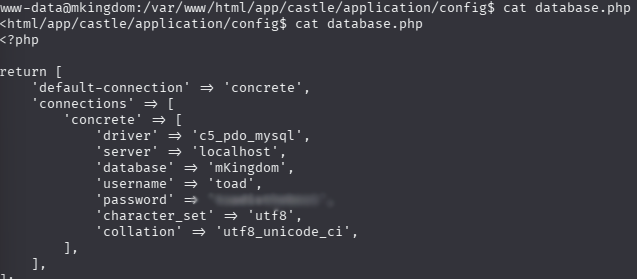 www-data@mkingdom:/var/www/html/app/castle/application/config$ cat database.php
<html/app/castle/application/config$ cat database.php
<?php
return [
'default-connection' => 'concrete',
'connections' => [
'concrete' => [
'driver' => 'c5_pdo_mysql',
'server' => 'localhost',
'database' => 'mKingdom',
'username' => 'toad',
'password' =>
'character_set' => 'utf8',
'collation' => 'utf8_unicode_ci',
],
],
];